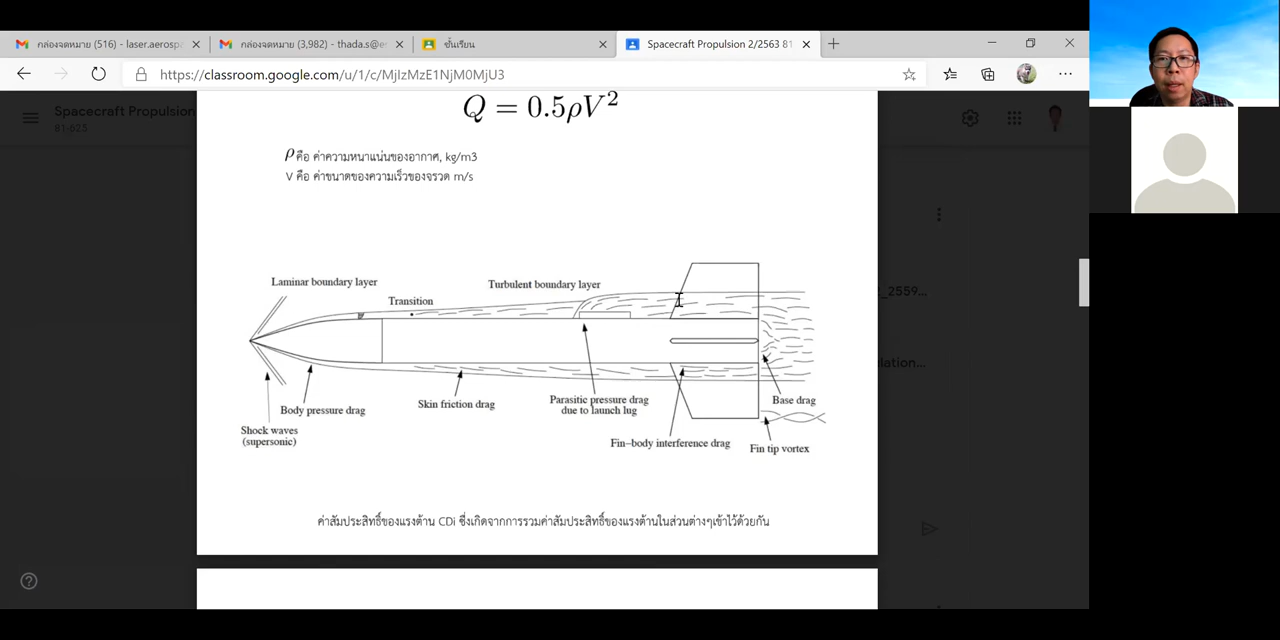 กล่องจดหมาย (516) - laser.aerospa
กล่องจดหมาย (3,982) - thada.s@er
ชั้นเรียน
Spacecraft Propulsion 2/2563 81
https://classroom.google.com/u/1/c/MjIzMzE1NjM0MjU3
Spacecraft Propulsion
81-625
Q = 0.5ρV²
ρ คือ ค่าความหนาแน่นของอากาศ, kg/m3
V คือ ค่าขนาดของความเร็วของจรวด m/s
Laminar boundary layer
Transition
Turbulent boundary layer
2_2559...
elation...
Body pressure drag
Shock waves
(supersonic)
Skin friction drag
Parasitic pressure drag
due to launch lug
Fin–body interference drag
Base drag
Fin tip vortex
ค่าสัมประสิทธิ์ของแรงต้าน CDi ซึ่งเกิดจากการรวมค่าสัมประสิทธิ์ของแรงต้านในส่วนต่างๆเข้าไว้ด้วยกัน